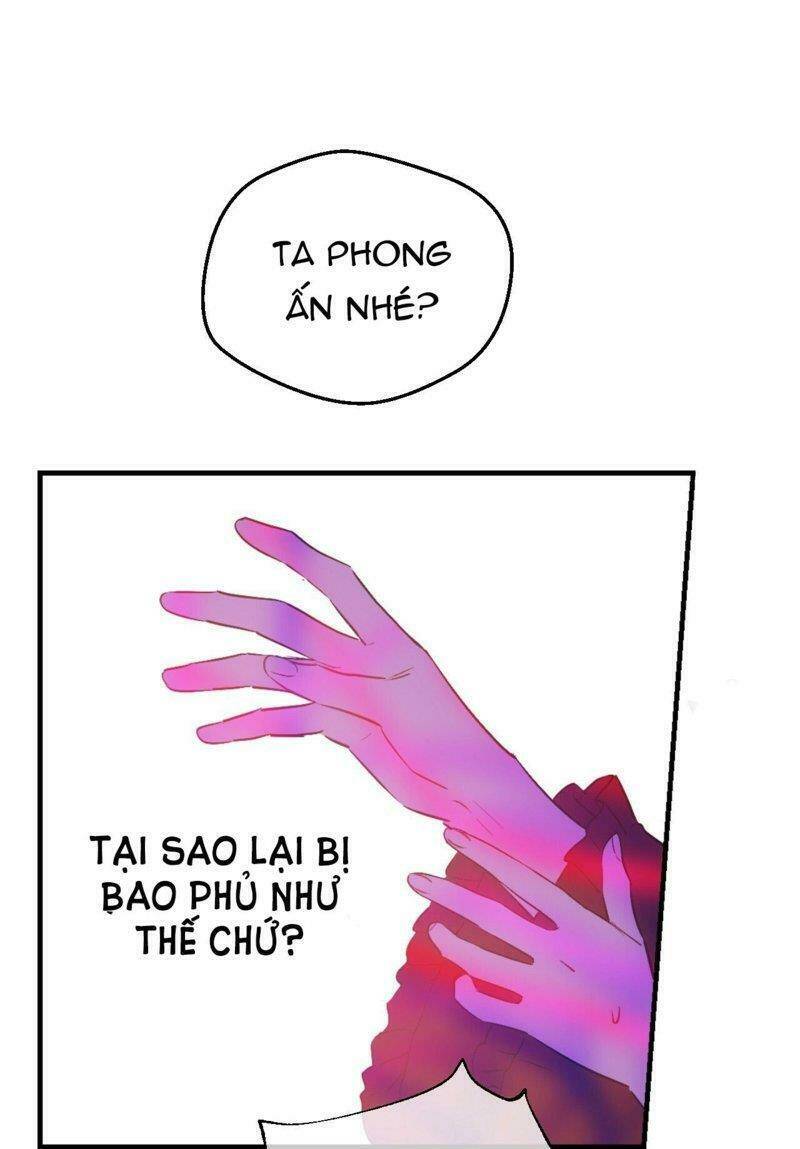 TA PHONG
ẤN NHÉ?
TẠI SAO LẠI BỊ
BAO PHỦ NHƯ
THẾ CHỨ?